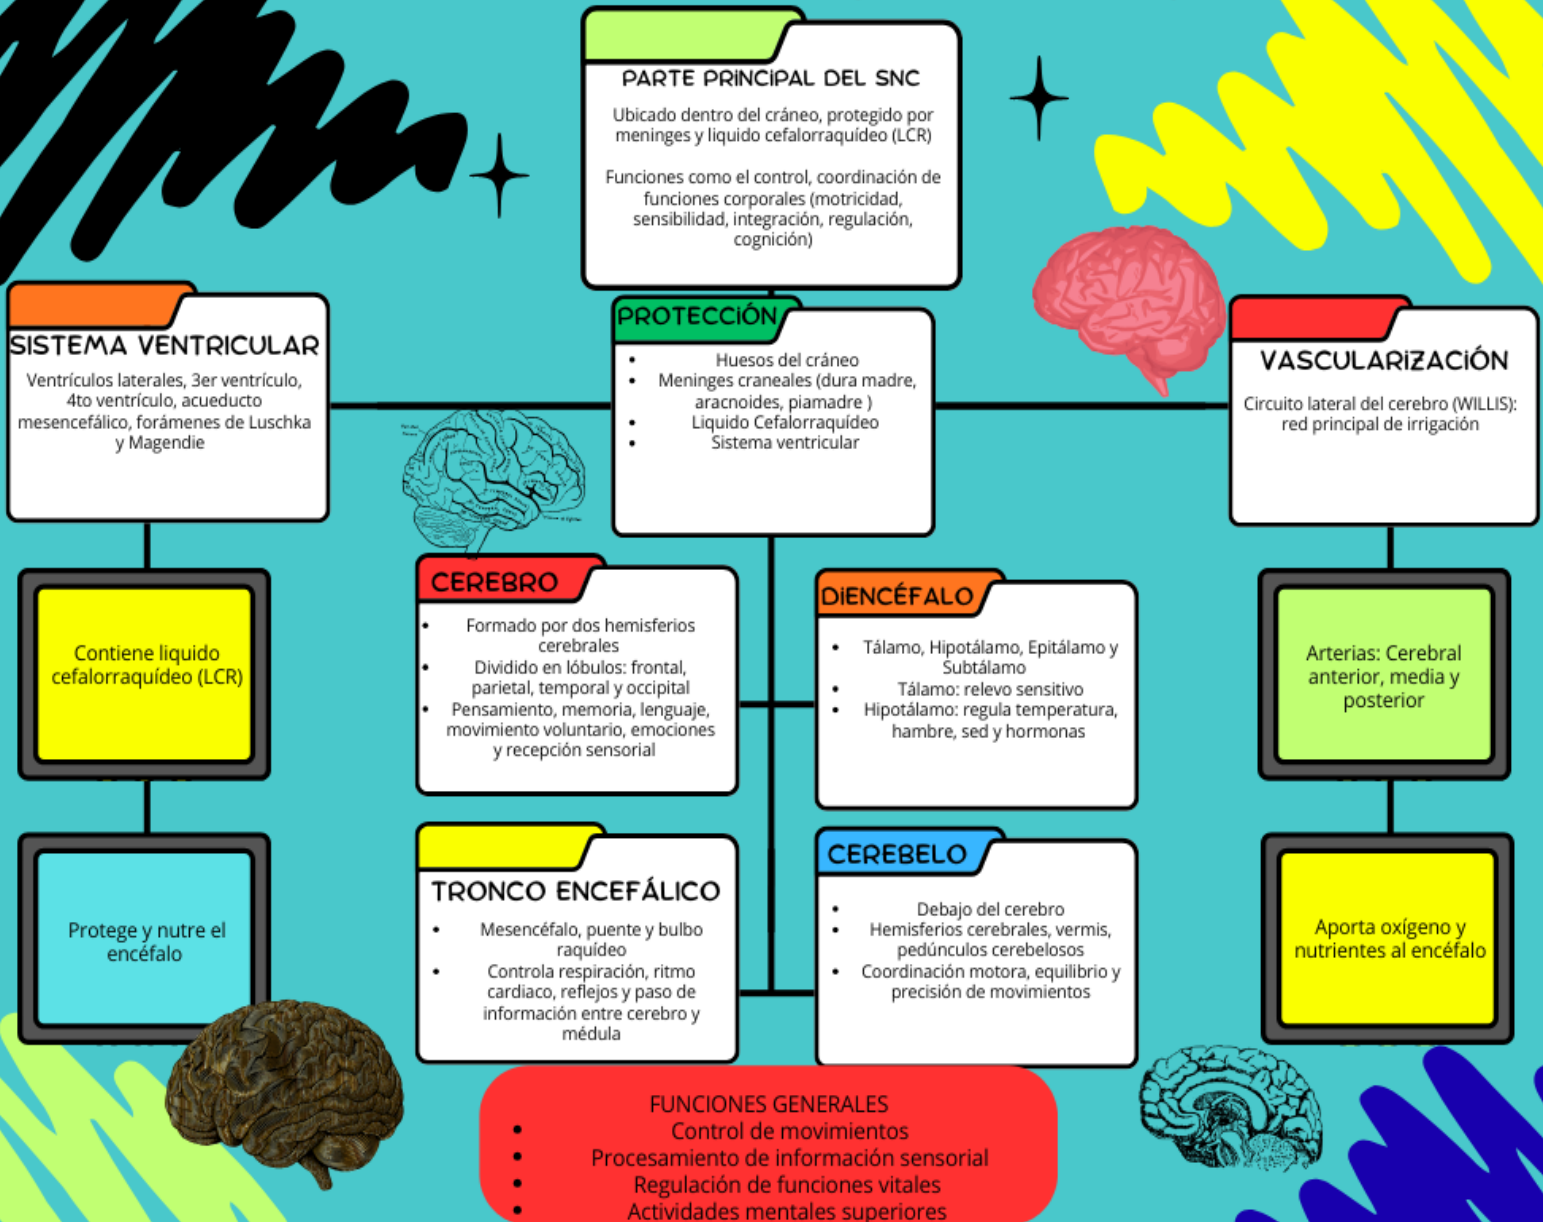 PARTE PRINCIPAL DEL SNC
Ubicado dentro del cráneo, protegido por
meninges y liquido cefalorraquídeo (LCR)
Funciones como el control, coordinación de
funciones corporales (motricidad,
sensibilidad, integración, regulación,
cognición)
SISTEMA VENTRICULAR
Ventrículos laterales, 3er ventrículo,
4to ventrículo, acueducto
mesencefálico, forámenes de Luschka
y Magendie
Contiene liquido
cefalorraquídeo (LCR)
Protege y nutre el
encéfalo
PROTECCIÓN
• Huesos del cráneo
• Meninges craneales (dura madre,
aracnoides, piamadre )
• Liquido Cefalorraquídeo
• Sistema ventricular
VASCULARIZACIÓN
Circuito lateral del cerebro (WILLIS):
red principal de irrigación
Arterias: Cerebral
anterior, media y
posterior
Aporta oxígeno y
nutrientes al encéfalo
CEREBRO
• Formado por dos hemisferios
cerebrales
• Dividido en lóbulos: frontal,
parietal, temporal y occipital
• Pensamiento, memoria, lenguaje,
movimiento voluntario, emociones
y recepción sensorial
DIENCÉFALO
• Tálamo, Hipotálamo, Epitálamo y
Subtálamo
• Tálamo: relevo sensitivo
• Hipotálamo: regula temperatura,
hambre, sed y hormonas
TRONCO ENCEFÁLICO
• Mesencéfalo, puente y bulbo
raquídeo
• Controla respiración, ritmo
cardiaco, reflejos y paso de
información entre cerebro y
médula
CEREBELO
• Debajo del cerebro
• Hemisferios cerebrales, vermis,
pedúnculos cerebelosos
• Coordinación motora, equilibrio y
precisión de movimientos
FUNCIONES GENERALES
• Control de movimientos
• Procesamiento de información sensorial
• Regulación de funciones vitales
• Actividades mentales superiores